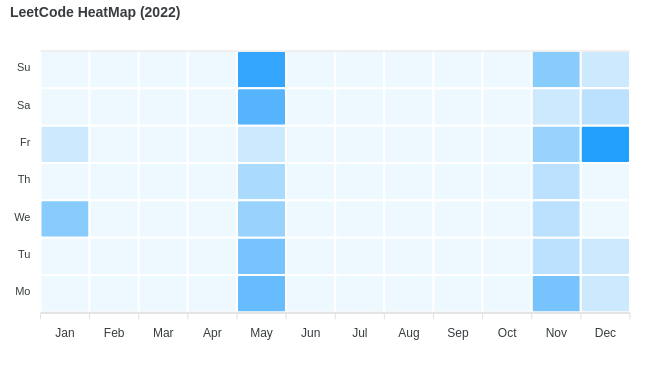 LeetCode HeatMap (2022)
Su
Sa
Fr
Th
We
Tu
Mo
Jan Feb Mar Apr May Jun Jul Aug Sep Oct Nov Dec